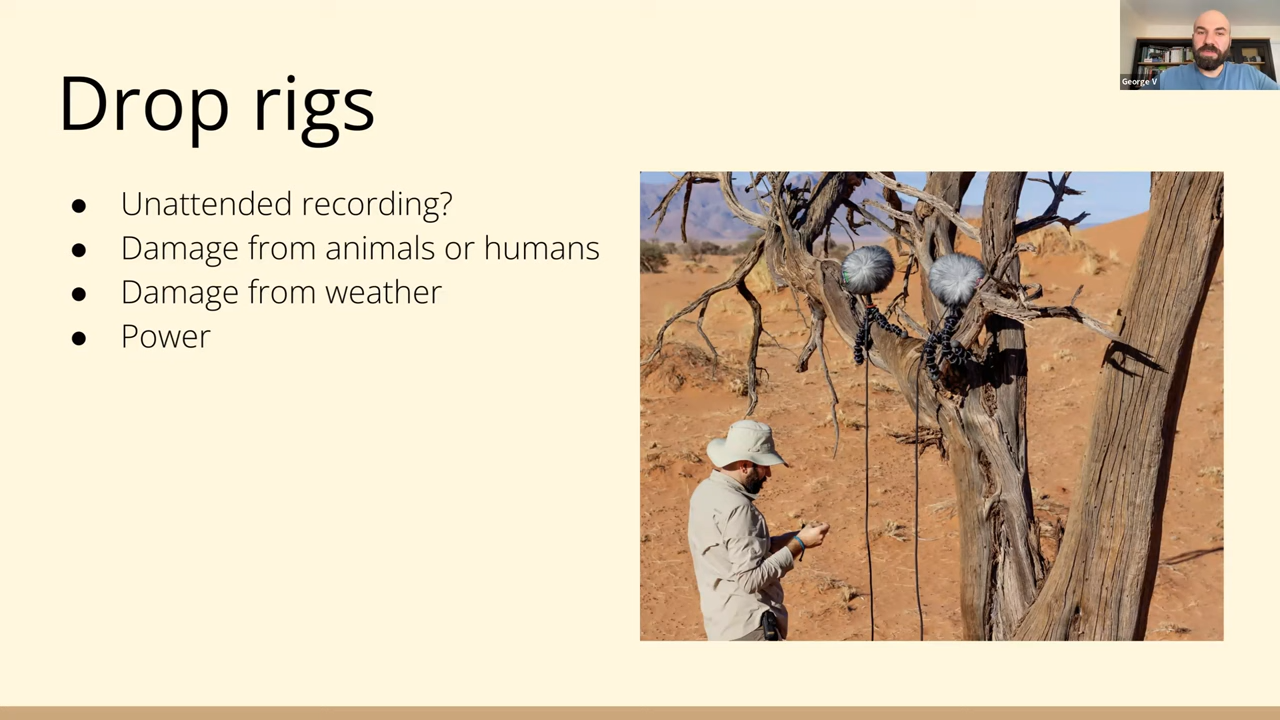 George V
Drop rigs
● Unattended recording?
● Damage from animals or humans
● Damage from weather
● Power